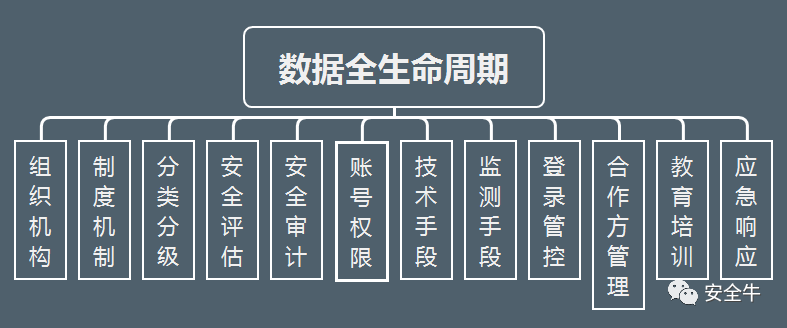 数据全生命周期
组织机构
制度机制
分类分级
安全评估
安全审计
账号权限
技术手段
监测手段
登录管控
合作方管理
教育培训
应急响应
安全牛